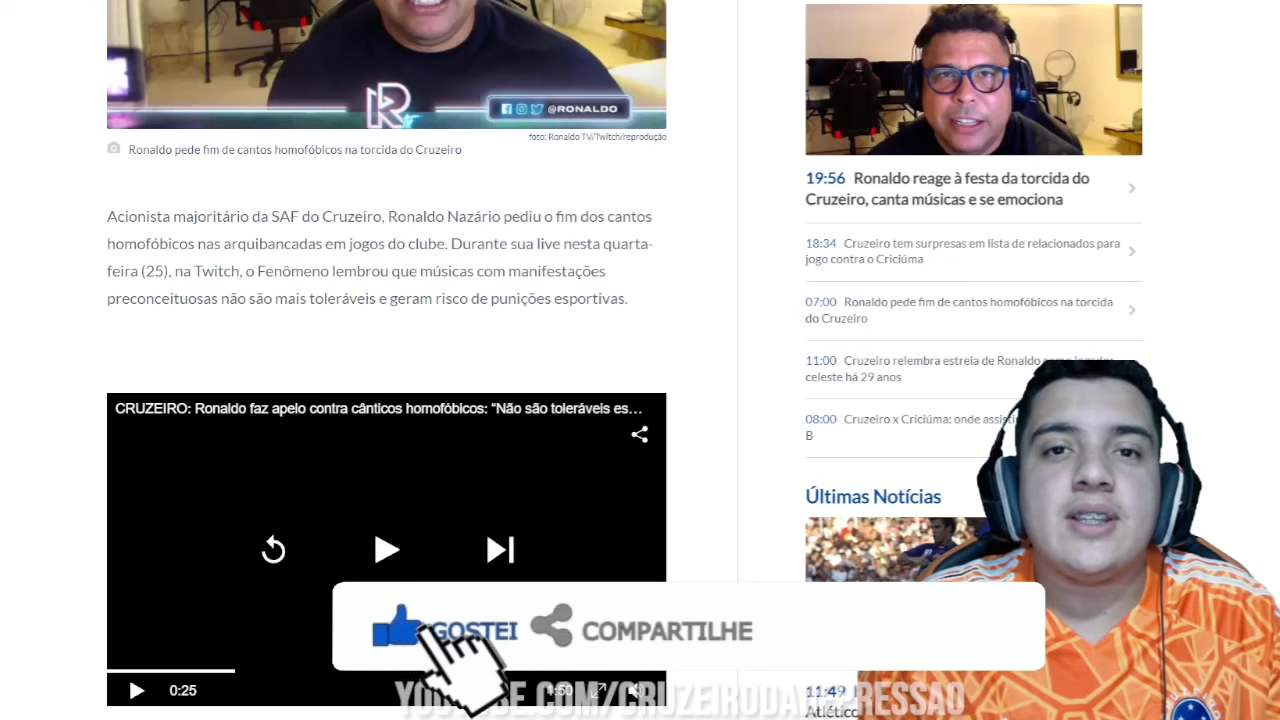 @RONALDO
foto: Ronaldo TV/Twitch/reprodução
Ronaldo pede fim de cantos homofóbicos na torcida do Cruzeiro
Acionista majoritário da SAF do Cruzeiro, Ronaldo Nazário pediu o fim dos cantos
homofóbicos nas arquibancadas em jogos do clube. Durante sua live nesta quarta-
feira (25), na Twitch, o Fenômeno lembrou que músicas com manifestações
preconceituosas não são mais toleráveis e geram risco de punições esportivas.
CRUZEIRO: Ronaldo faz apelo contra cânticos homofóbicos: "Não são toleráveis es...
0:25
19:56 Ronaldo reage à festa da torcida do
Cruzeiro, canta músicas e se emociona
18:34 Cruzeiro tem surpresas em lista de relacionados para
jogo contra o Criciúma
07:00 Ronaldo pede fim de cantos homofóbicos na torcida
do Cruzeiro
11:00 Cruzeiro relembra estreia de Ronaldo como jogador
celeste há 29 anos
08:00 Cruzeiro x Criciúma: onde assisti
B
Últimas Notícias
GOSTEI COMPARTILHE
11:49
Atlético